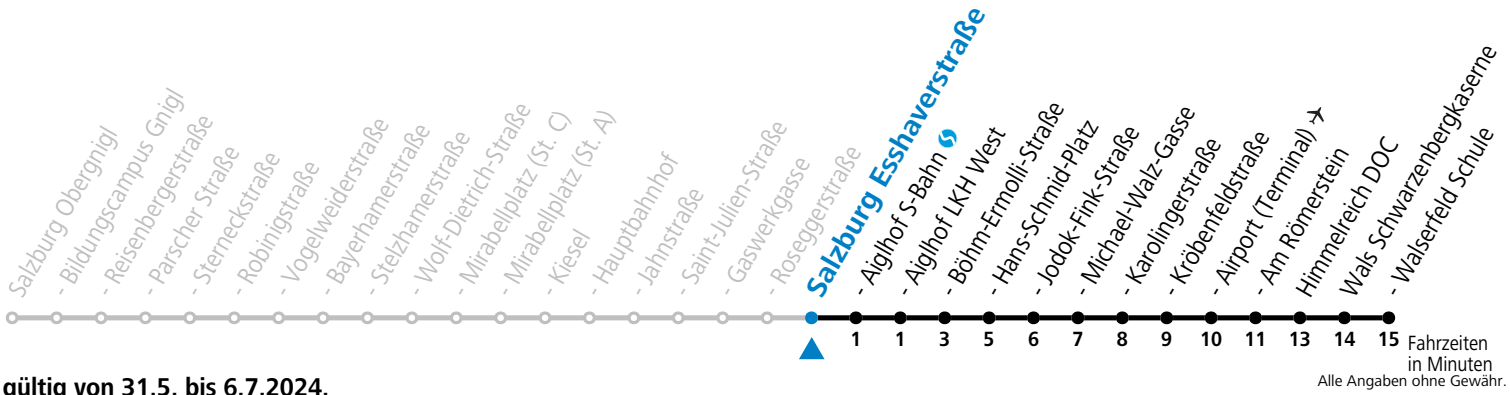 Salzburg Obergnigl
- Bildungscampus Gnigl
- Reisenbergerstraße
- Parscher Straße
- Sterneckstraße
- Robinigstraße
- Vogelweiderstraße
- Bayerhamerstraße
- Stelzhamerstraße
- Wolf-Dietrich-Straße
- Mirabellplatz (St. C)
- Mirabellplatz (St. A)
- Kiesel
- Hauptbahnhof
- Jahnstraße
- Saint-Julien-Straße
- Gaswerkgasse
- Roseggerstraße
Salzburg Esshaverstraße
- Aiglhof S-Bahn
- Aiglhof LKH West
- Böhm-Ermolli-Straße
- Hans-Schmid-Platz
- Jodok-Fink-Straße
- Michael-Walz-Gasse
- Karolingerstraße
- Kröbenfeldstraße
- Airport (Terminal)
- Am Römerstein
Himmelreich DOC
Wals Schwarzenbergkaserne
- Walserfeld Schule
1 1 3 5 6 7 8 9 10 11 13 14 15
Fahrzeiten
in Minuten
Alle Angaben ohne Gewähr.
gültig von 31.5. bis 6.7.2024.